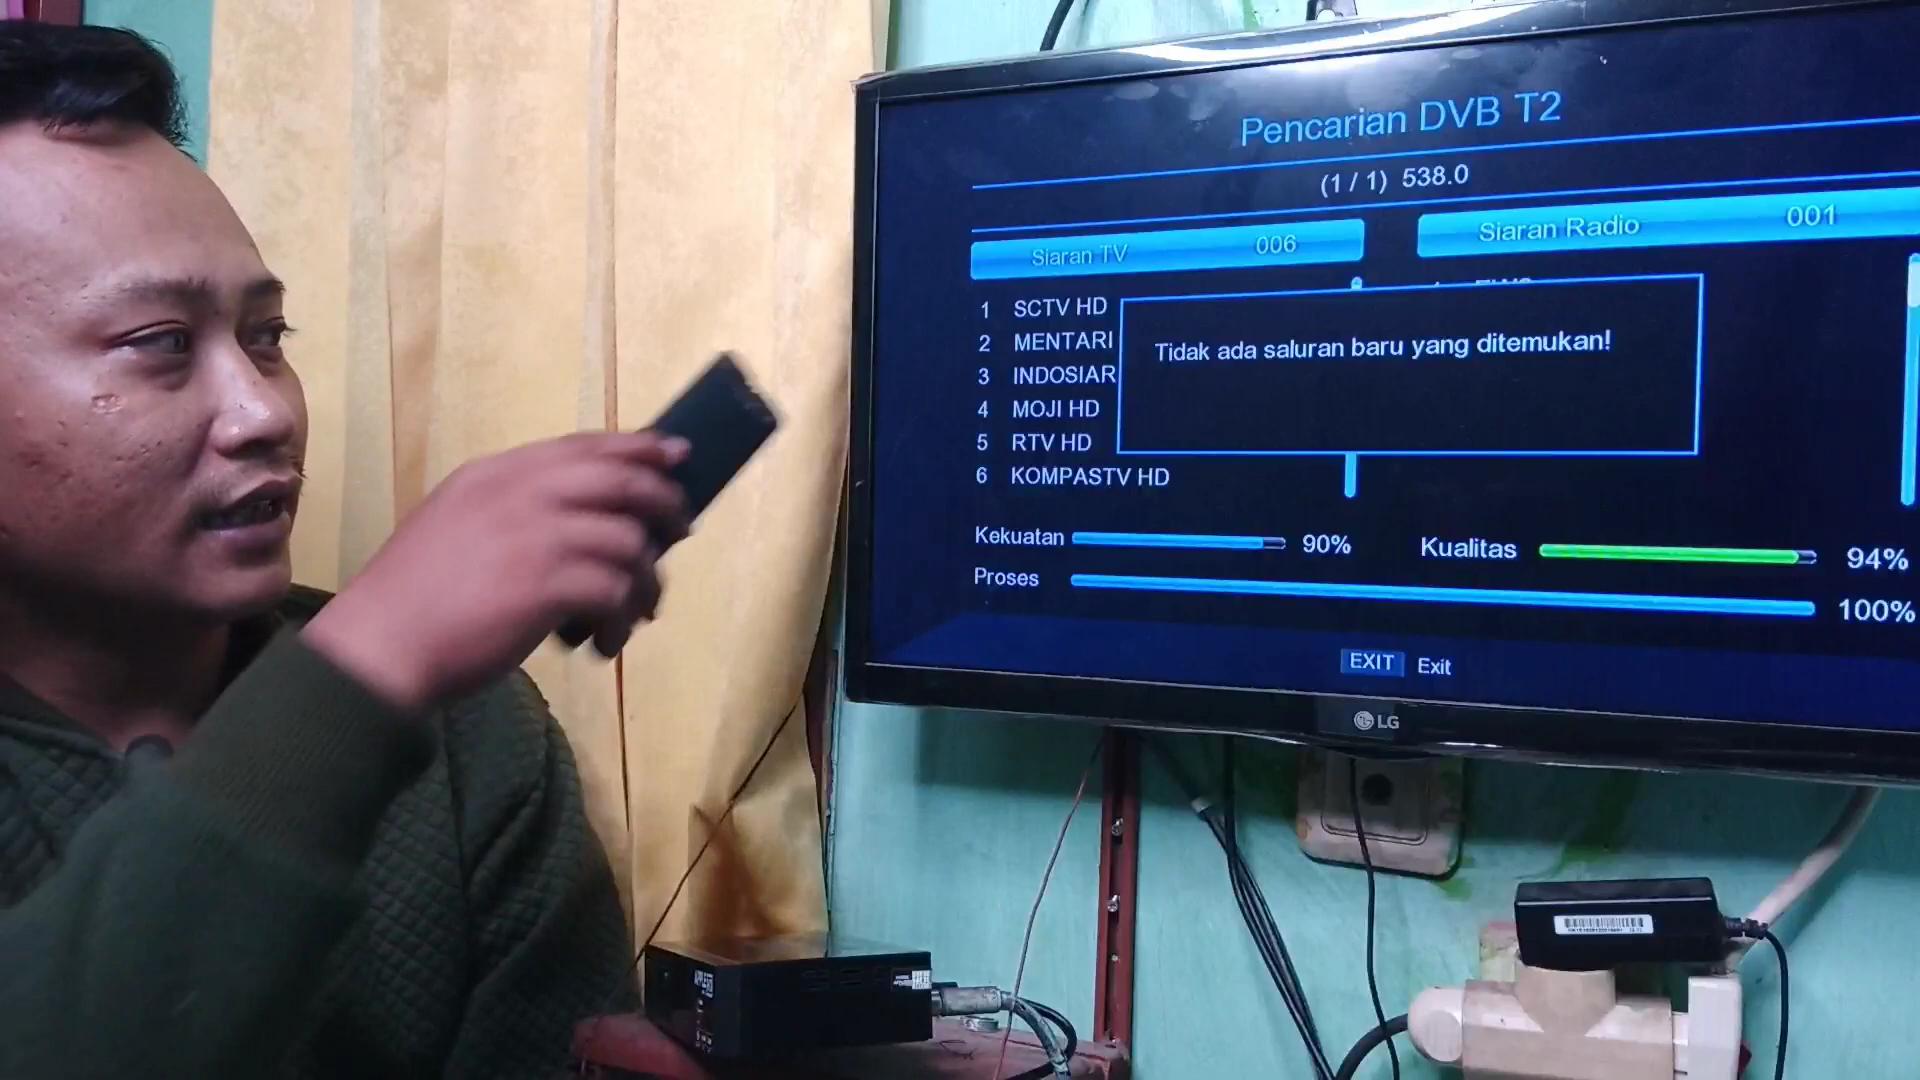 Pencarian DVB T2
(1 / 1) 538.0
Siaran TV 006
Siaran Radio 001
1 SCTV HD
2 MENTARI
3 INDOSIAR
4 MOJI HD
5 RTV HD
6 KOMPASTV HD
Tidak ada saluran baru yang ditemukan!
Kekuatan 90%
Kualitas 94%
Proses 100%
EXIT Exit
LG